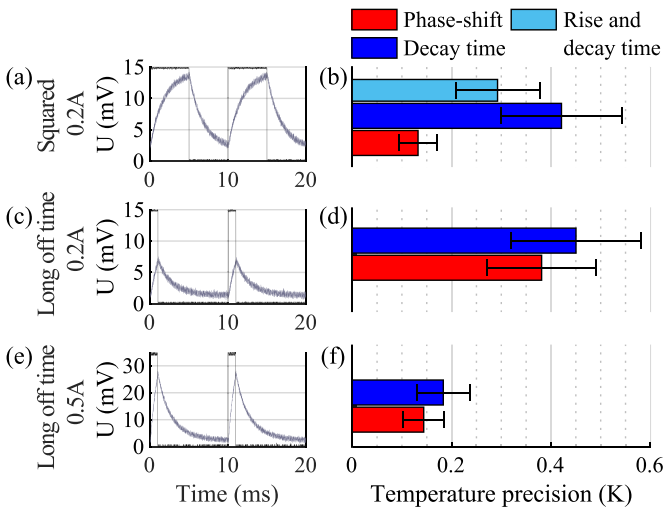 Phase-shift
Rise and
Decay time
decay time
(a)
Squared
0.2A
U (mV)
15
10
5
0
0
10
20
(b)
(c)
Long off time
0.2A
U (mV)
15
10
5
0
0
10
20
(d)
(e)
Long off time
0.5A
U (mV)
30
20
10
0
0
10
20
Time (ms)
(f)
0
0.2
0.4
0.6
Temperature precision (K)